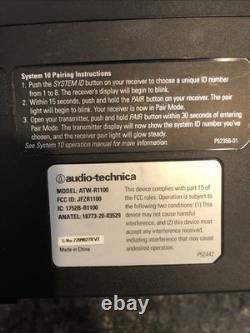 System 10 Pairing Instructions
1. Push the SYSTEM ID button on your receiver to choose a unique ID number
from 1 to 8. The receiver's display will begin to blink.
2. Within 15 seconds, push and hold the PAIR button on your
receiver. The receiver's pair light will begin to blink green. Your receiver is now in Pair Mode.
3. Open your transmitter, push and hold PAIR button within 30 seconds of entering
Pair Mode. The transmitter display will now show the system ID number you've
chosen, and the receiver pair light will glow steady.
See System 10 operation manual for more information.
P52356-01
audio-technica
MODEL: ATW-R1100
FCC ID: JFZR1100
IC: 1752B-R1100
ANATEL: 18773-20-03529
Made in China
This device complies with part 15 of
the FCC rules. Operation is subject to
the following two conditions: (1) This
device may not cause harmful
interference, and (2) this device must
accept any interference received,
including interference that may cause
undesired operation.
P52442
© ebay